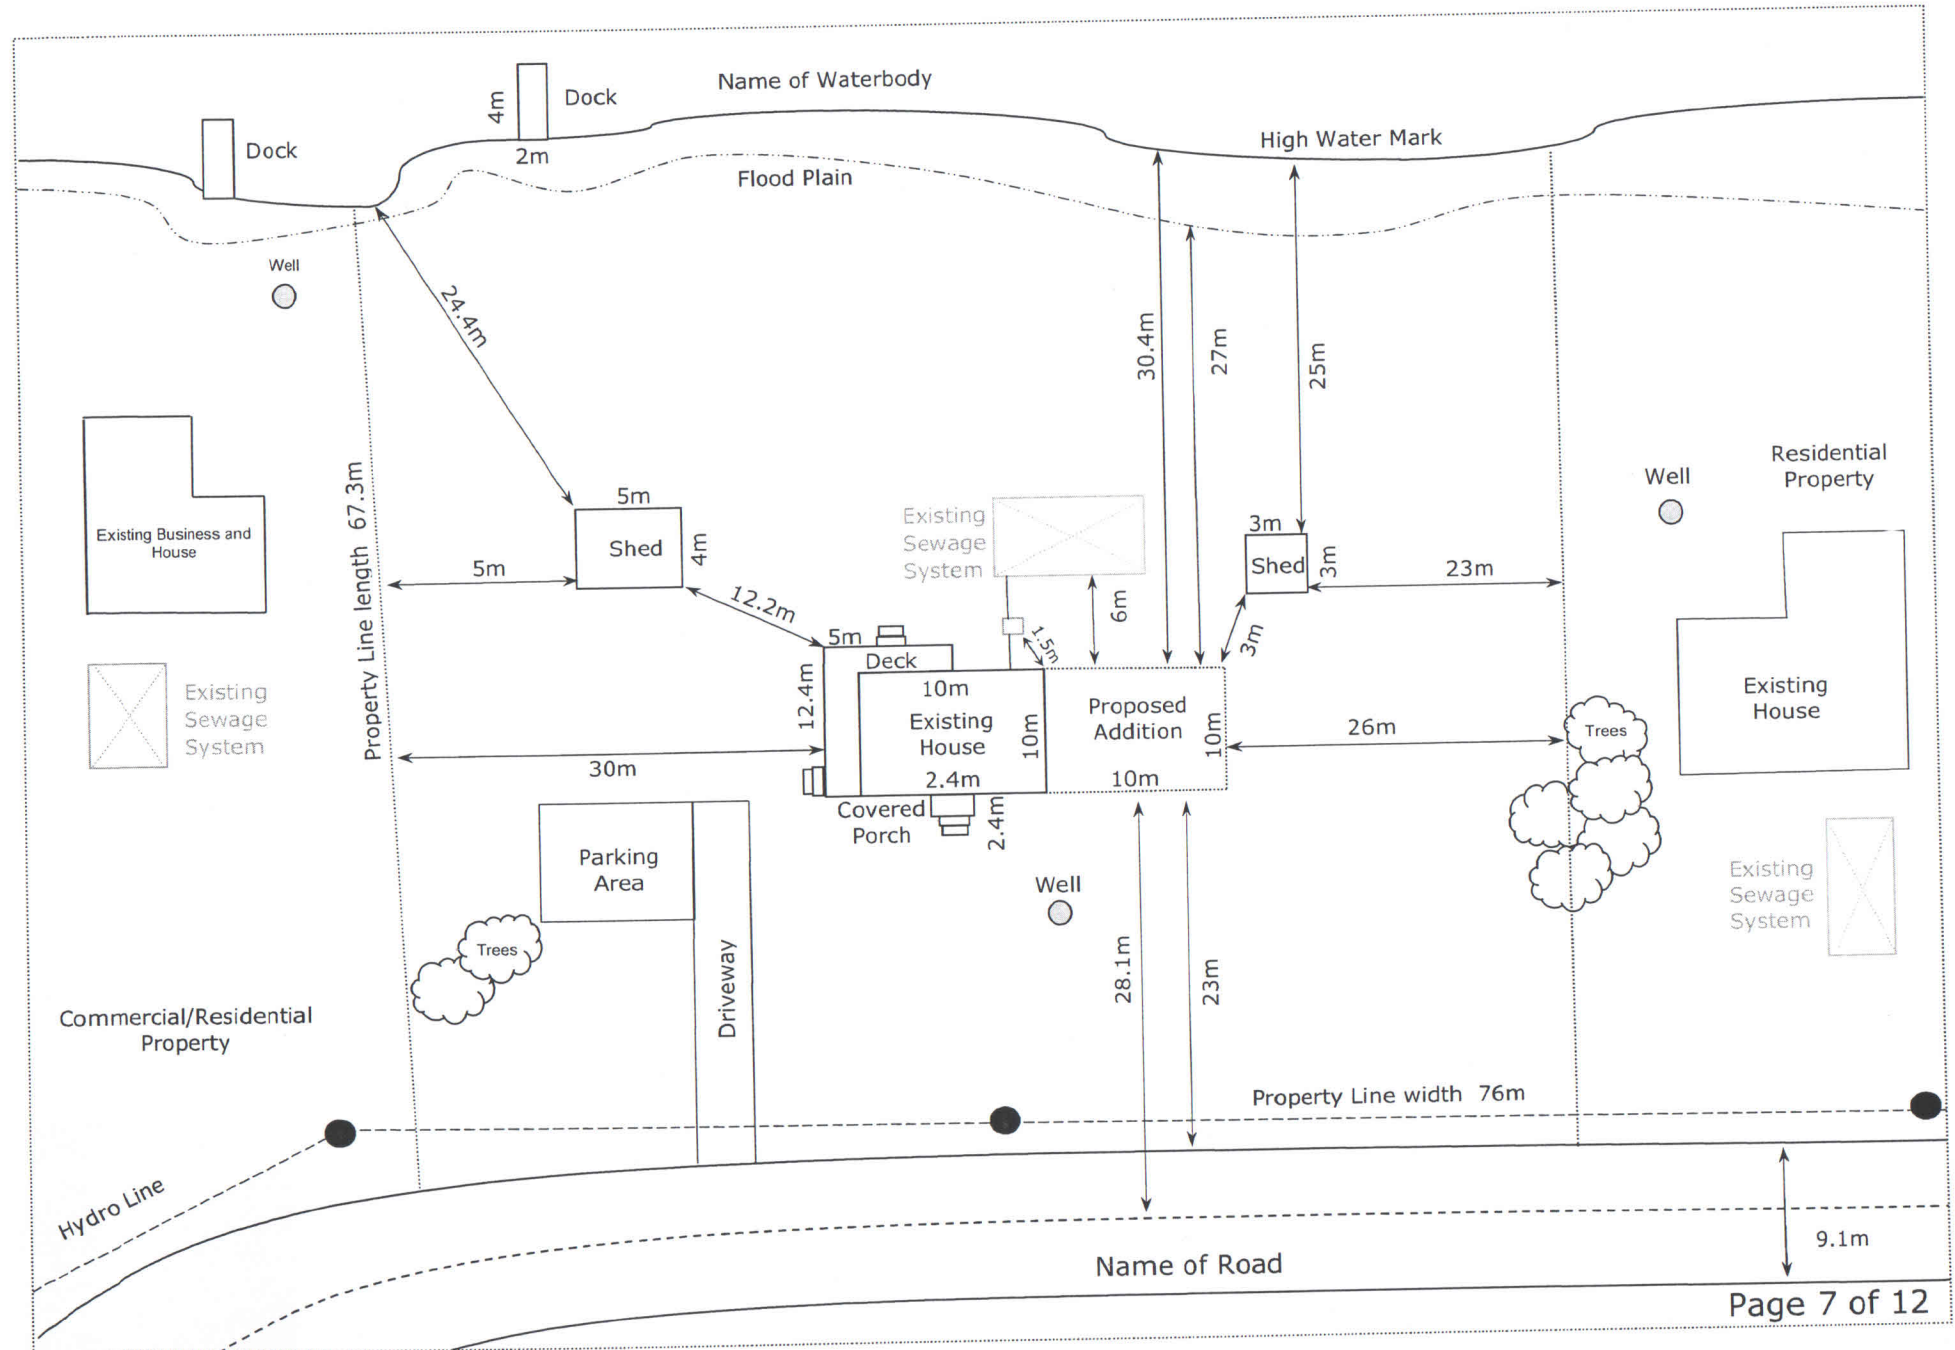 Name of Waterbody
Dock
4m
2m
Dock
High Water Mark
Flood Plain
Well
24.4m
30.4m
27m
25m
Residential
Property
Well
Property Line length 67.3m
5m
Shed
4m
5m
Existing
Sewage
System
3m
Shed
3m
23m
Existing Business and
House
12.2m
6m
1.5m
3m
5m
Deck
12.4m
10m
Existing
House
10m
2.4m
Proposed
Addition
10m
10m
26m
Trees
Existing
House
Existing
Sewage
System
30m
Covered
Porch
2.4m
Parking
Area
Well
Existing
Sewage
System
Trees
Driveway
28.1m
23m
Commercial/Residential
Property
Property Line width 76m
Hydro Line
9.1m
Name of Road
Page 7 of 12